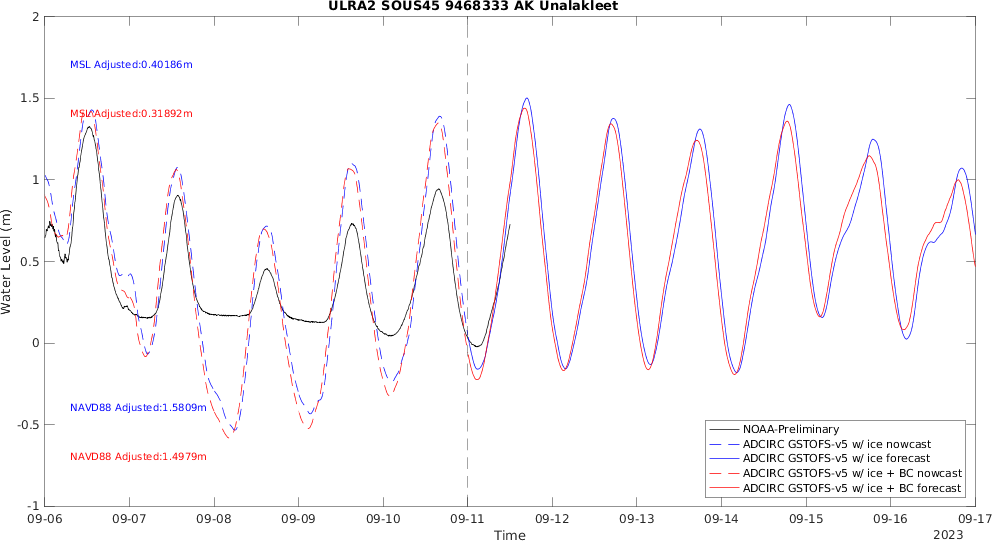 ULRA2 SOUS45 9468333 AK Unalakleet
2
1.5
1
0.5
0
-0.5
-1
Water Level (m)
MSL Adjusted:0.40186m
MSL Adjusted:0.31892m
NAVD88 Adjusted:1.5809m
NAVD88 Adjusted:1.4979m
NOAA-Preliminary
ADCIRC GSTOFS-v5 w/ ice nowcast
ADCIRC GSTOFS-v5 w/ ice forecast
ADCIRC GSTOFS-v5 w/ ice + BC nowcast
ADCIRC GSTOFS-v5 w/ ice + BC forecast
09-06 09-07 09-08 09-09 09-10 09-11 09-12 09-13 09-14 09-15 09-16 09-17
Time
2023